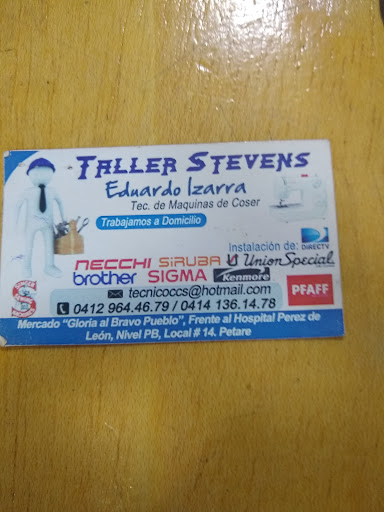 TALLER STEVENS
Eduardo Izarra
Tec. de Maquinas de Coser
Trabajamos a Domicilio
Instalación de: DIRECTV
NECCHI SiRUBA Union Special
brother SIGMA Kenmore
tecnicoccs@hotmail.com
PFAFF
0412 964.46.79 / 0414 136.14.78
Mercado "Gloria al Bravo Pueblo", Frente al Hospital Perez de
León, Nivel PB, Local # 14. Petare